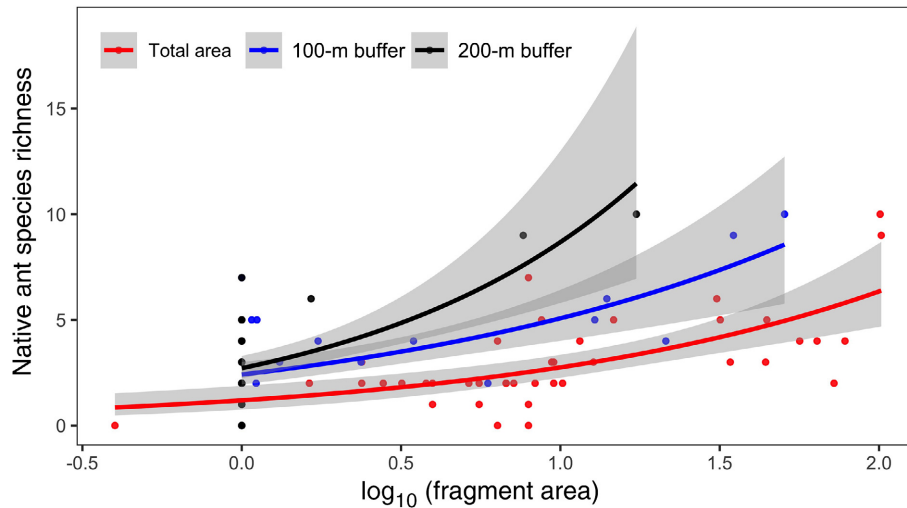 Total area 100-m buffer 200-m buffer
Native ant species richness
15
10
5
0
-0.5 0.0 0.5 1.0 1.5 2.0
log10 (fragment area)